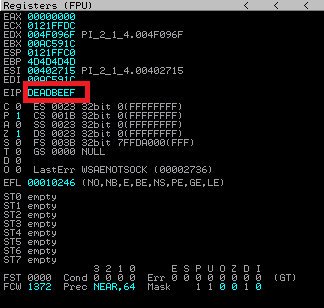 Registers (FPU) < < <
EAX 00000000
ECX 0121FFDC
EDX 004F096F PI_2_1_4.004F096F
EBX 00AC591C
ESP 0121FFC0
EBP 4D4D4D4D
ESI 00402715 PI_2_1_4.00402715
EDI 00AC591C
EIP DEADBEEF
C 0 ES 0023 32bit 0(FFFFFFFF)
P 1 CS 001B 32bit 0(FFFFFFFF)
A 0 SS 0023 32bit 0(FFFFFFFF)
Z 1 DS 0023 32bit 0(FFFFFFFF)
S 0 FS 003B 32bit 7FFDA000(FFF)
T 0 GS 0000 NULL
D 0
O 0 LastErr WSAENOTSOCK (00002736)
EFL 00010246 (NO,NB,E,BE,NS,PE,GE,LE)
ST0 empty
ST1 empty
ST2 empty
ST3 empty
ST4 empty
ST5 empty
ST6 empty
ST7 empty
3 2 1 0 E S P U O Z D I
FST 0000 Cond 0 0 0 0 Err 0 0 0 0 0 0 0 0 (GT)
FCW 1372 Prec NEAR,64 Mask 1 1 0 0 1 0